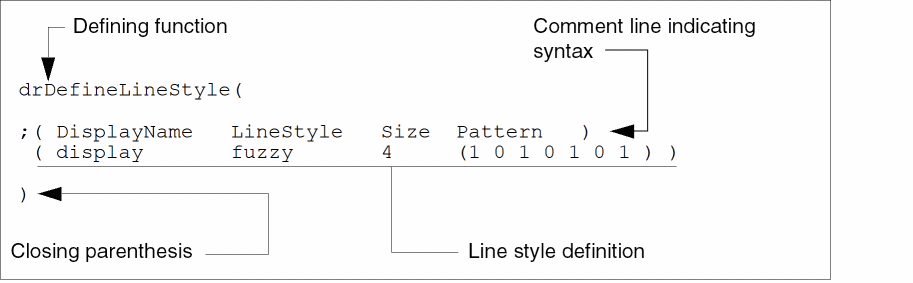 Defining function
Comment line indicating
syntax
drDefineLineStyle(
;( DisplayName LineStyle Size Pattern )
( display fuzzy 4 (1 0 1 0 1 0 1 ) )
)
Closing parenthesis
Line style definition